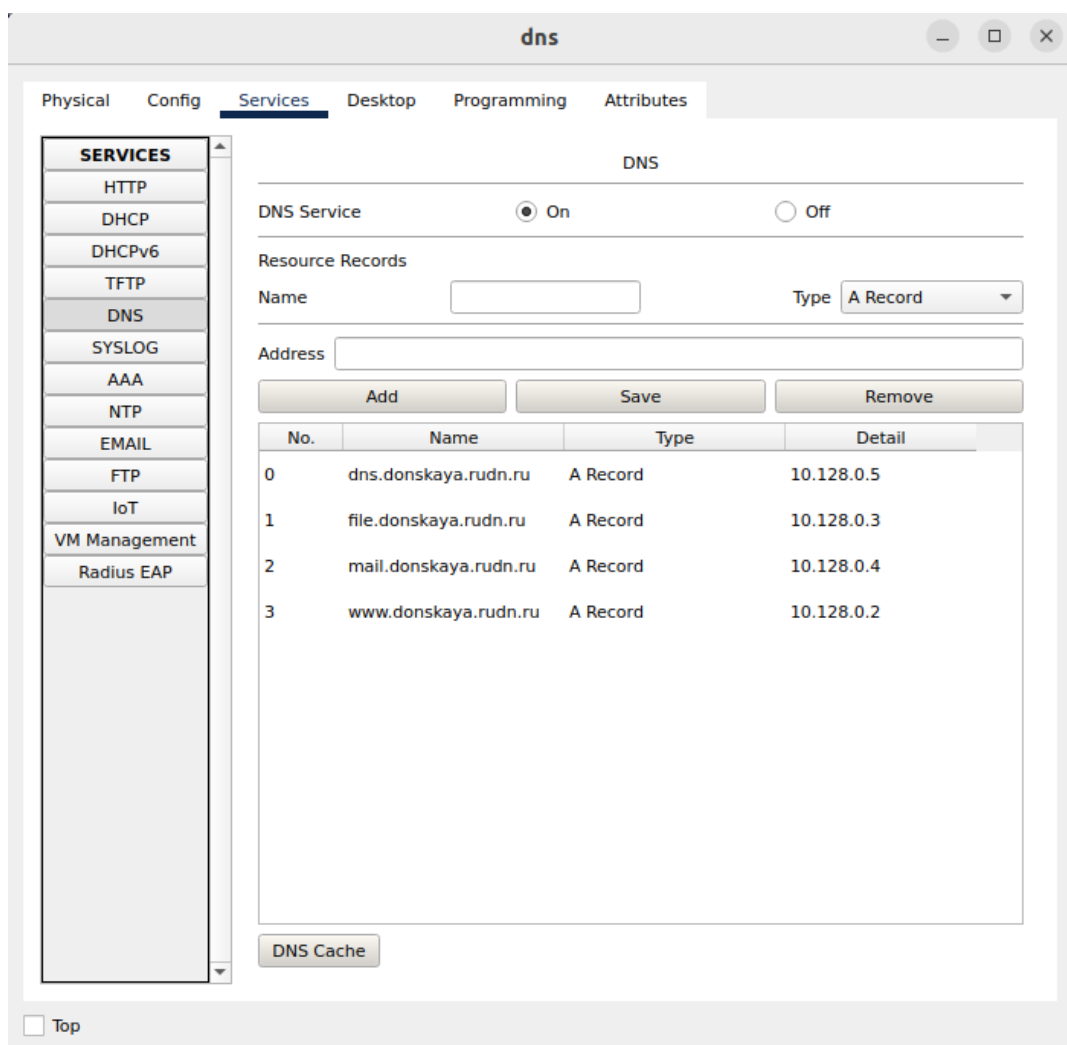 dns
Physical Config Services Desktop Programming Attributes
SERVICES
HTTP
DHCP
DHCPv6
TFTP
DNS
SYSLOG
AAA
NTP
EMAIL
FTP
IoT
VM Management
Radius EAP
DNS
DNS Service On Off
Resource Records
Name Type A Record
Address
Add Save Remove
No. Name Type Detail
0 dns.donskaya.rudn.ru A Record 10.128.0.5
1 file.donskaya.rudn.ru A Record 10.128.0.3
2 mail.donskaya.rudn.ru A Record 10.128.0.4
3 www.donskaya.rudn.ru A Record 10.128.0.2
DNS Cache
Top